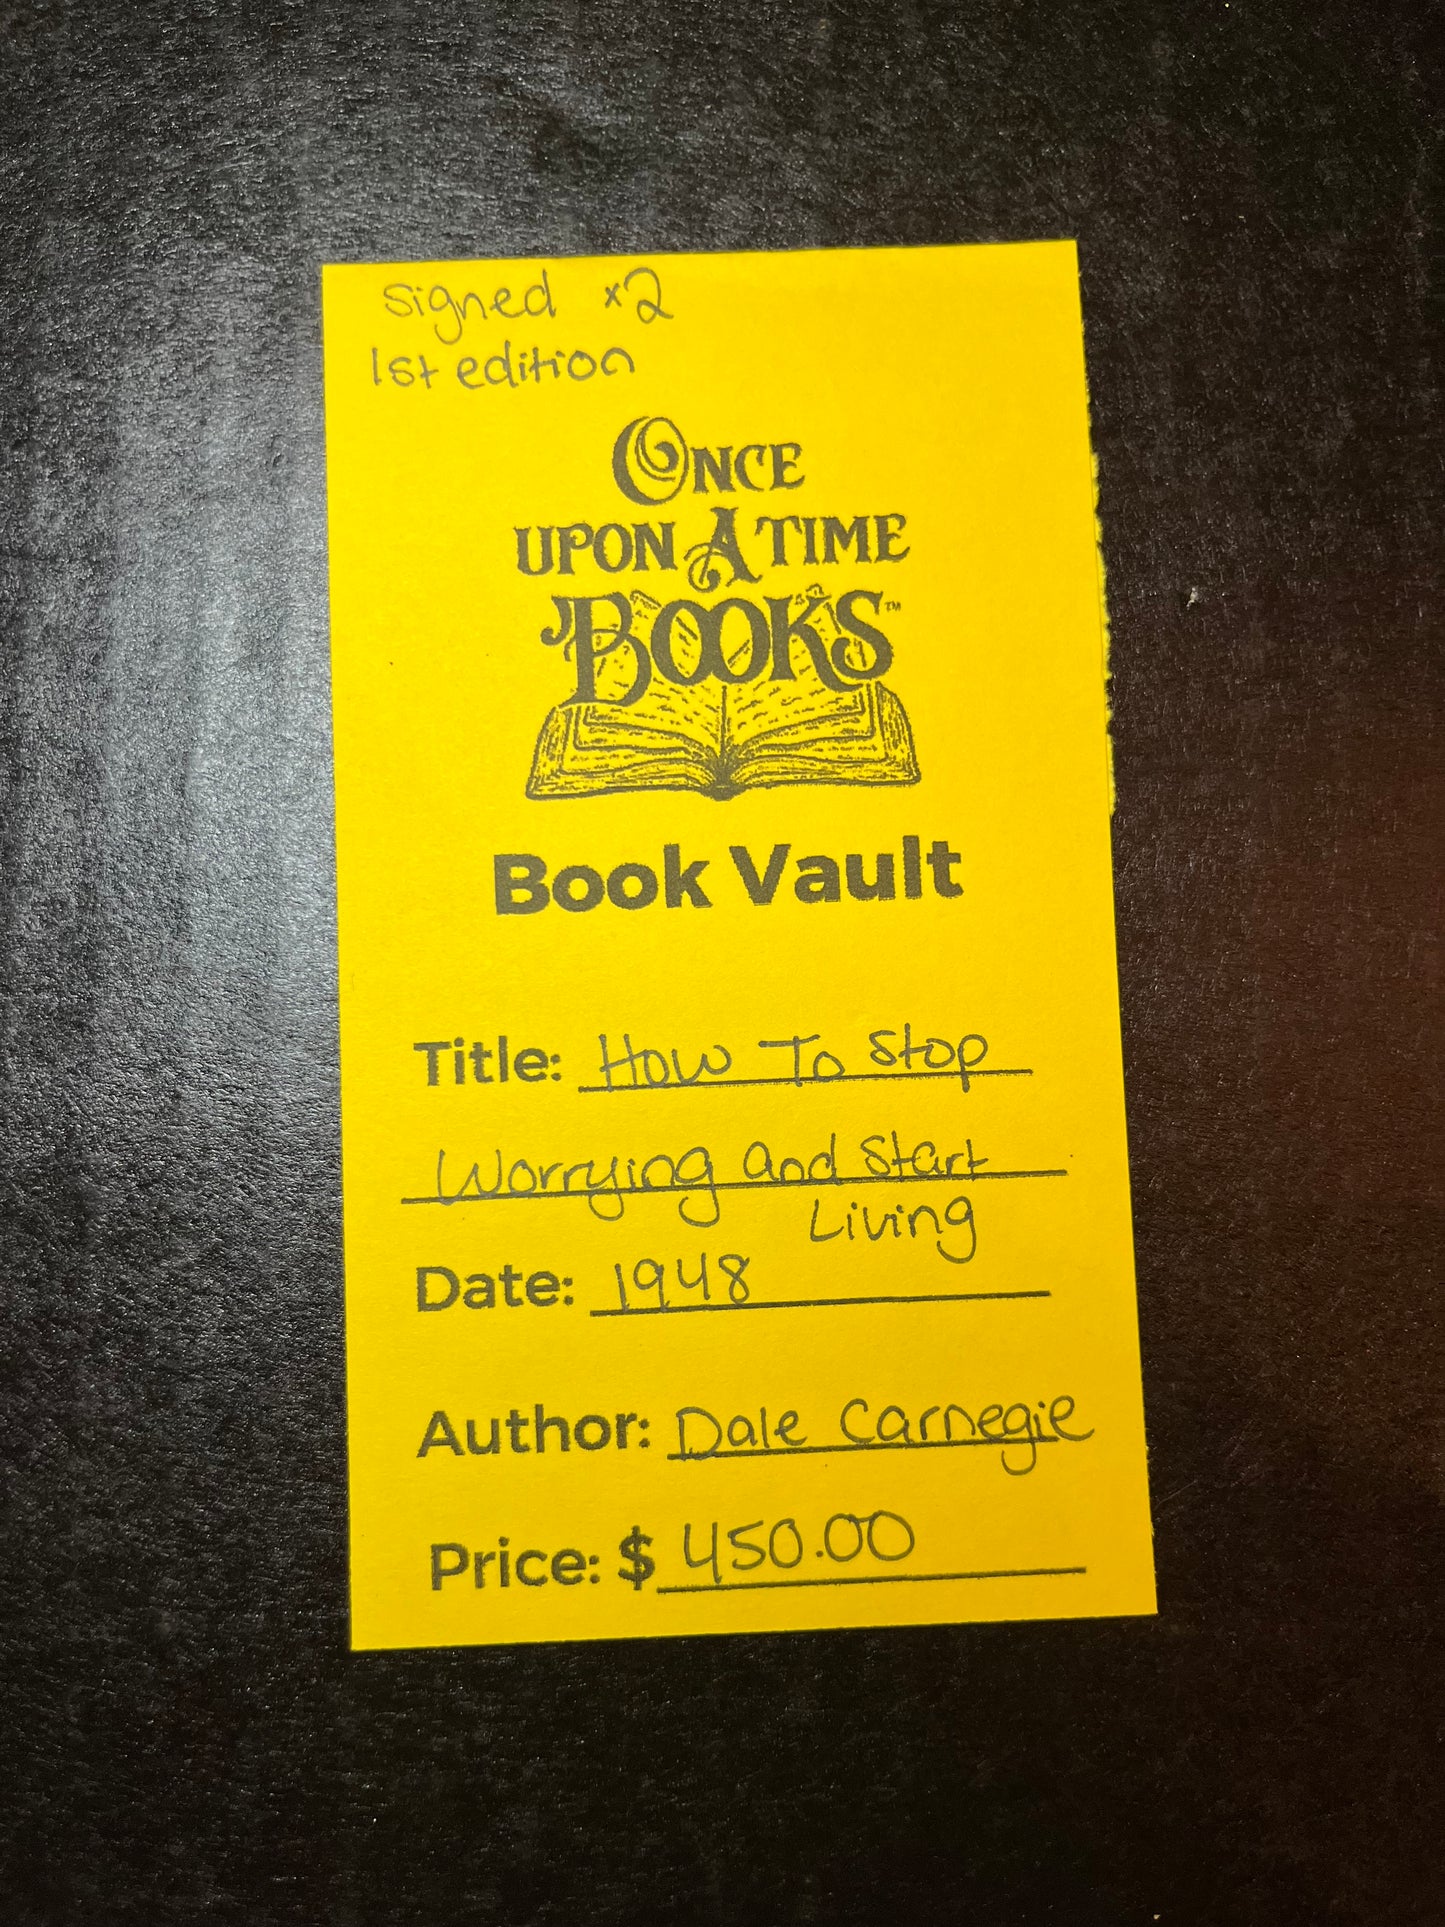 signed x2
1st edition
ONCE
UPON A TIME
BOOKS™
Book Vault
Title: How To Stop
Worrying and Start
Living
Date: 1948
Author: Dale Carnegie
Price: $ 450.00